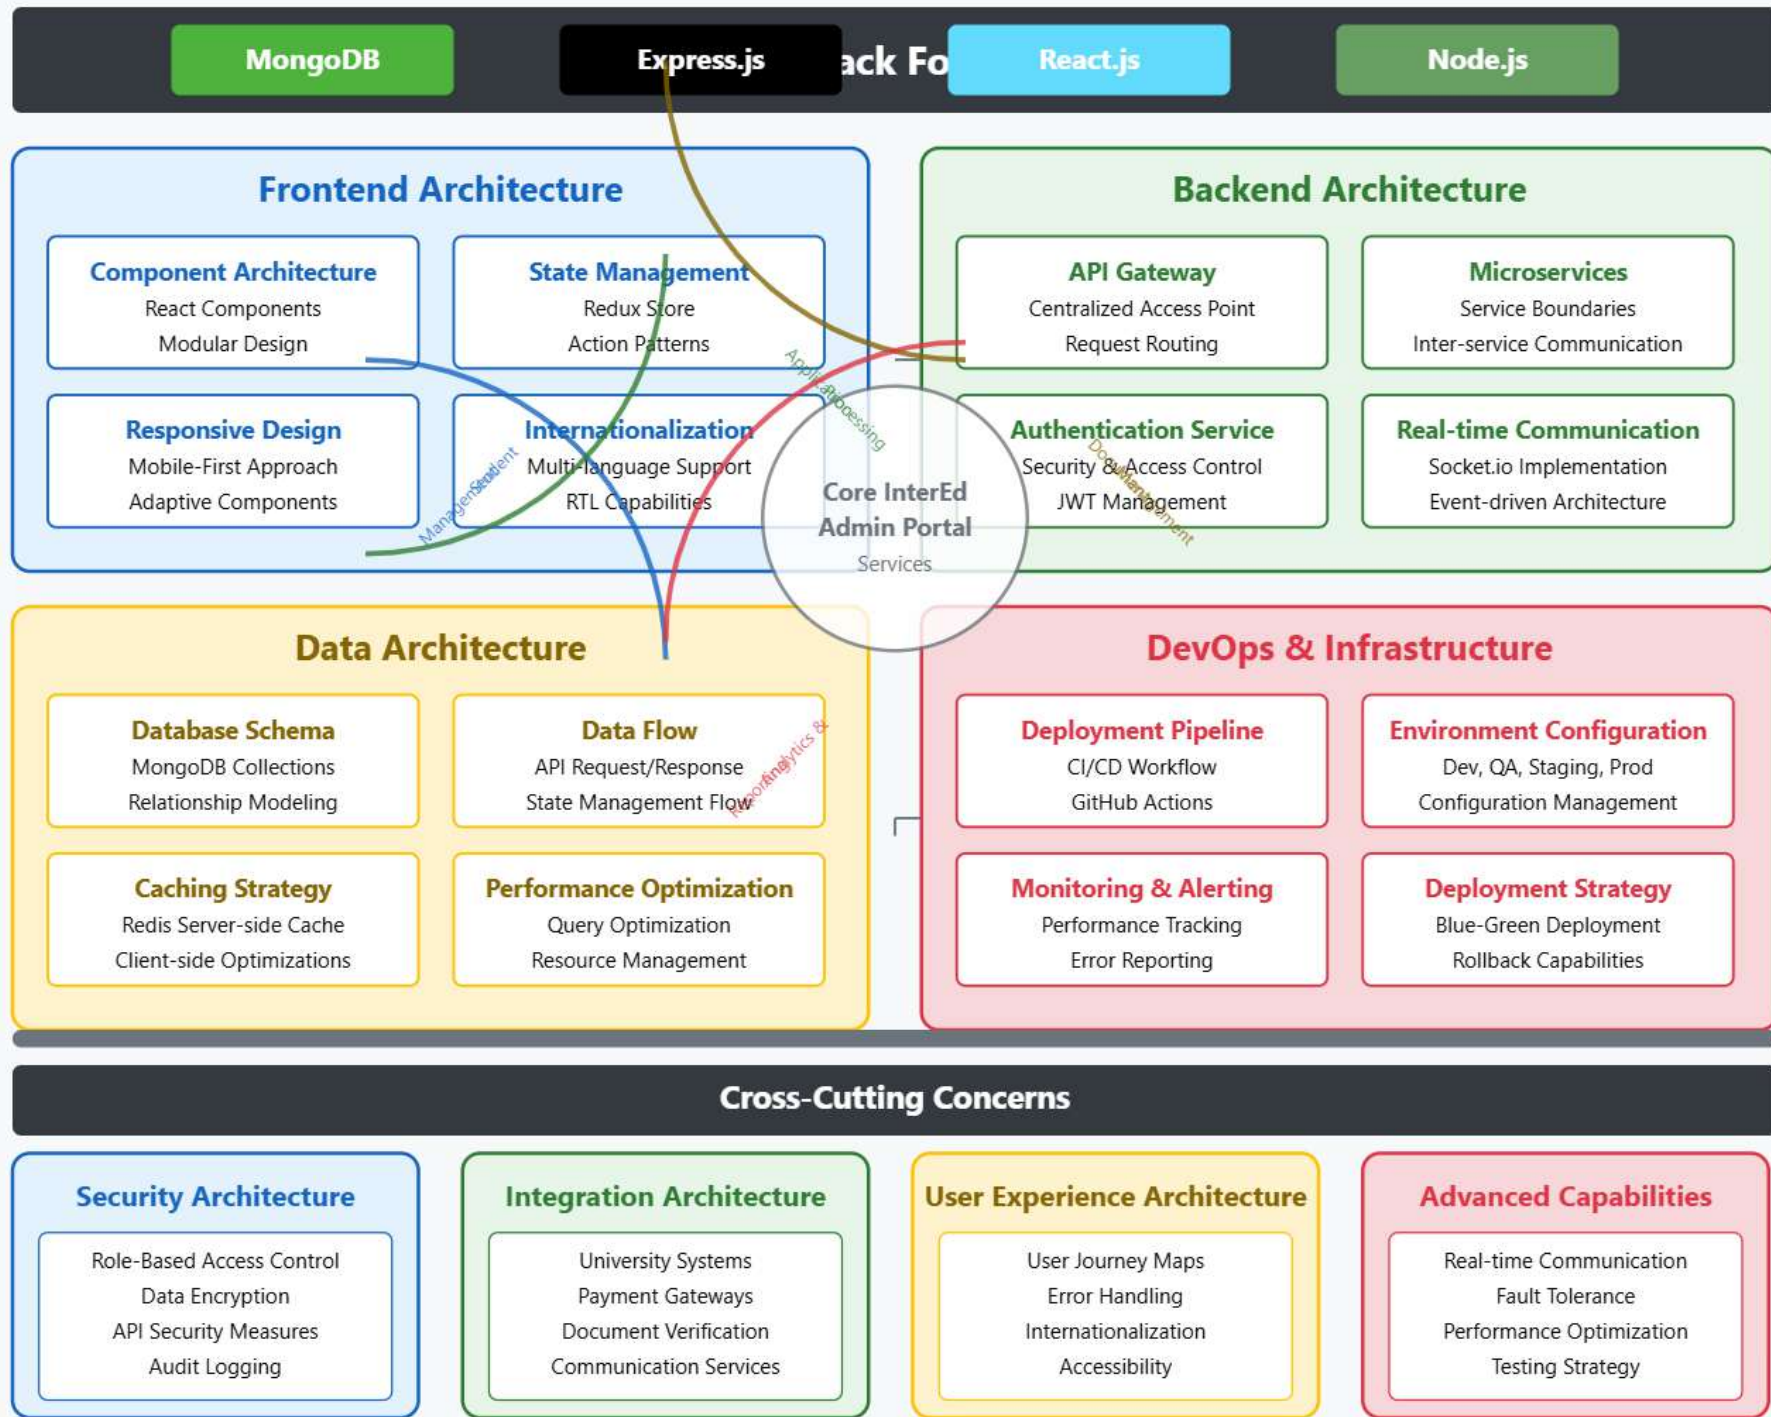 MongoDB
Express.js
ack Fo
React.js
Node.js
Frontend Architecture
Component Architecture
React Components
Modular Design
State Management
Redux Store
Action Patterns
Responsive Design
Mobile-First Approach
Adaptive Components
Internationalization
Multi-language Support
RTL Capabilities
Student
Management
Application
Processing
Backend Architecture
API Gateway
Centralized Access Point
Request Routing
Microservices
Service Boundaries
Inter-service Communication
Authentication Service
Security & Access Control
JWT Management
Real-time Communication
Socket.io Implementation
Event-driven Architecture
Document
Management
Core InterEd
Admin Portal
Services
Data Architecture
Database Schema
MongoDB Collections
Relationship Modeling
Data Flow
API Request/Response
State Management Flow
Analytics &
Reporting
Caching Strategy
Redis Server-side Cache
Client-side Optimizations
Performance Optimization
Query Optimization
Resource Management
DevOps & Infrastructure
Deployment Pipeline
CI/CD Workflow
GitHub Actions
Environment Configuration
Dev, QA, Staging, Prod
Configuration Management
Monitoring & Alerting
Performance Tracking
Error Reporting
Deployment Strategy
Blue-Green Deployment
Rollback Capabilities
Cross-Cutting Concerns
Security Architecture
Role-Based Access Control
Data Encryption
API Security Measures
Audit Logging
Integration Architecture
University Systems
Payment Gateways
Document Verification
Communication Services
User Experience Architecture
User Journey Maps
Error Handling
Internationalization
Accessibility
Advanced Capabilities
Real-time Communication
Fault Tolerance
Performance Optimization
Testing Strategy